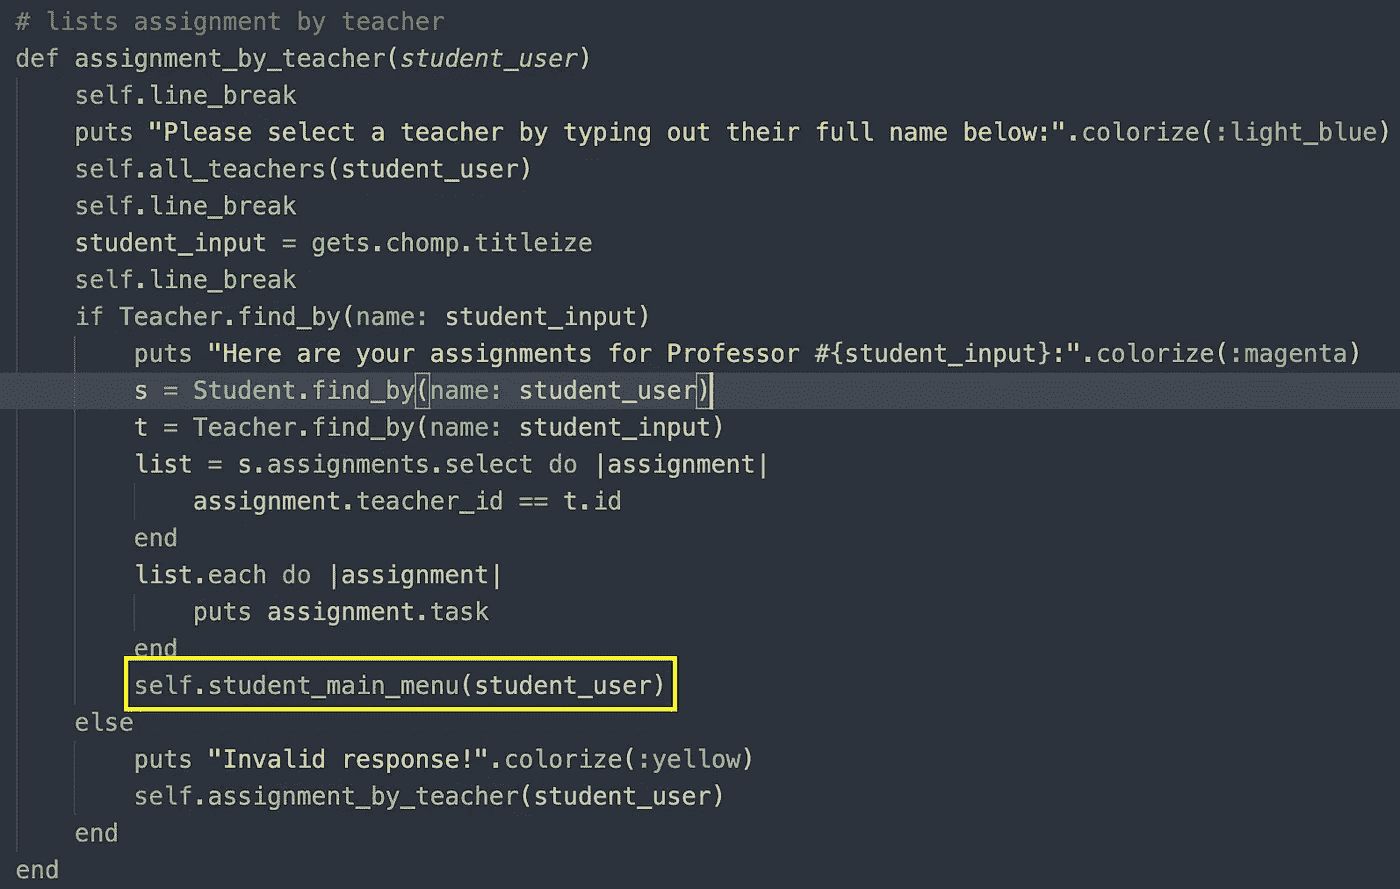 # lists assignment by teacher
def assignment_by_teacher(student_user)
self.line_break
puts "Please select a teacher by typing out their full name below:".colorize(:light_blue)
self.all_teachers(student_user)
self.line_break
student_input = gets.chomp.titleize
self.line_break
if Teacher.find_by(name: student_input)
puts "Here are your assignments for Professor #{student_input}:".colorize(:magenta)
s = Student.find_by(name: student_user)
t = Teacher.find_by(name: student_input)
list = s.assignments.select do |assignment|
assignment.teacher_id == t.id
end
list.each do |assignment|
puts assignment.task
end
self.student_main_menu(student_user)
else
puts "Invalid response!".colorize(:yellow)
self.assignment_by_teacher(student_user)
end
end